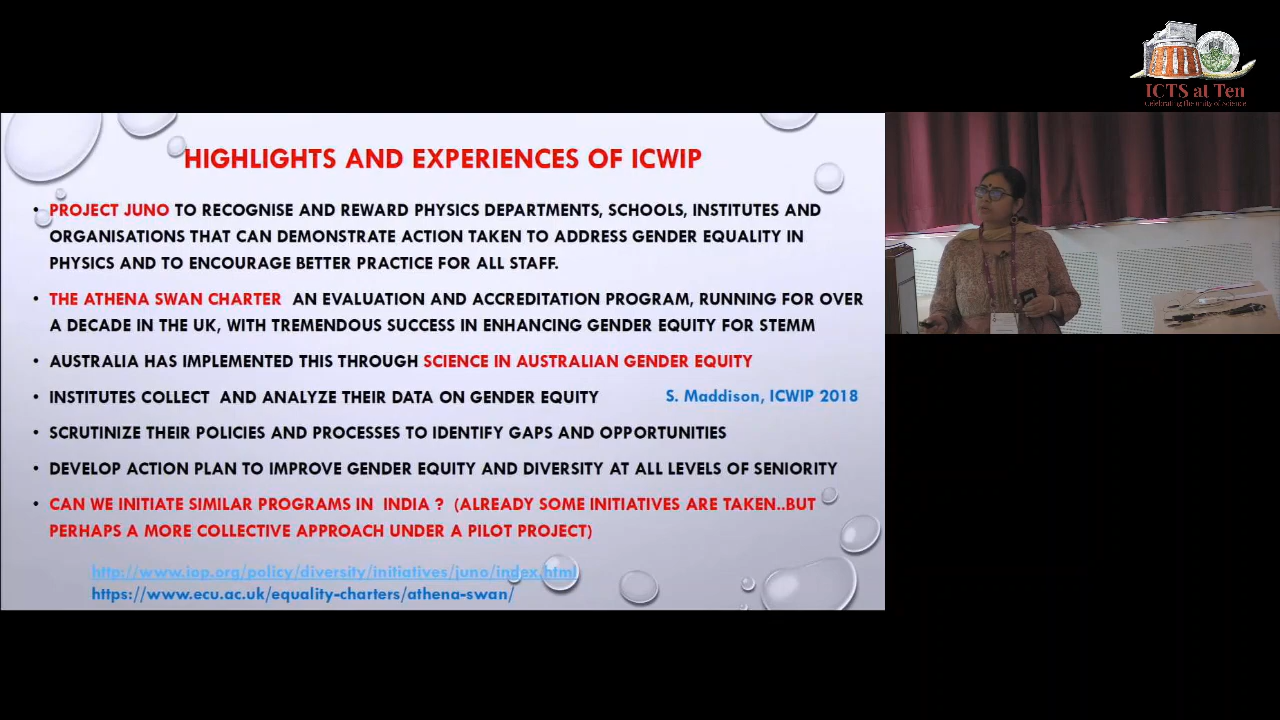 ICTS at Ten
Celebrating the unity of Science
HIGHLIGHTS AND EXPERIENCES OF ICWIP
• PROJECT JUNO TO RECOGNISE AND REWARD PHYSICS DEPARTMENTS, SCHOOLS, INSTITUTES AND
ORGANISATIONS THAT CAN DEMONSTRATE ACTION TAKEN TO ADDRESS GENDER EQUALITY IN
PHYSICS AND TO ENCOURAGE BETTER PRACTICE FOR ALL STAFF.
• THE ATHENA SWAN CHARTER AN EVALUATION AND ACCREDITATION PROGRAM, RUNNING FOR OVER
A DECADE IN THE UK, WITH TREMENDOUS SUCCESS IN ENHANCING GENDER EQUITY FOR STEMM
• AUSTRALIA HAS IMPLEMENTED THIS THROUGH SCIENCE IN AUSTRALIAN GENDER EQUITY
• INSTITUTES COLLECT AND ANALYZE THEIR DATA ON GENDER EQUITY S. Maddison, ICWIP 2018
• SCRUTINIZE THEIR POLICIES AND PROCESSES TO IDENTIFY GAPS AND OPPORTUNITIES
• DEVELOP ACTION PLAN TO IMPROVE GENDER EQUITY AND DIVERSITY AT ALL LEVELS OF SENIORITY
• CAN WE INITIATE SIMILAR PROGRAMS IN INDIA ? (ALREADY SOME INITIATIVES ARE TAKEN..BUT
PERHAPS A MORE COLLECTIVE APPROACH UNDER A PILOT PROJECT)
http://www.iop.org/policy/diversity/initiatives/juno/index.html
https://www.ecu.ac.uk/equality-charters/athena-swan/